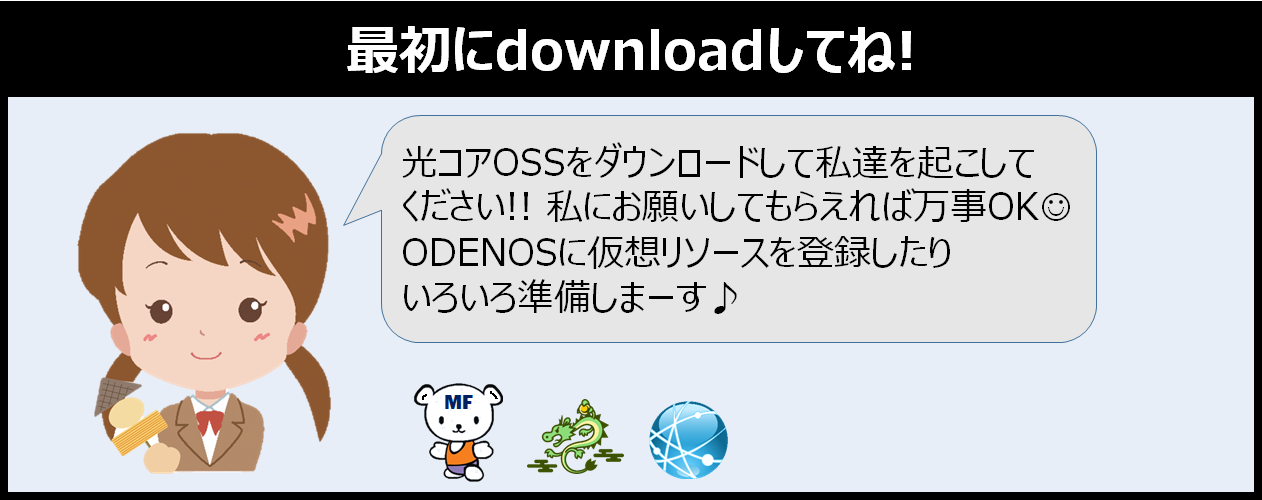 最初にdownloadしてね!
光コアOSSをダウンロードして私達を起こして
ください!! 私にお願いしてもらえれば万事OK☺
ODENOSに仮想リソースを登録したり
いろいろ準備しまーす♪
MF